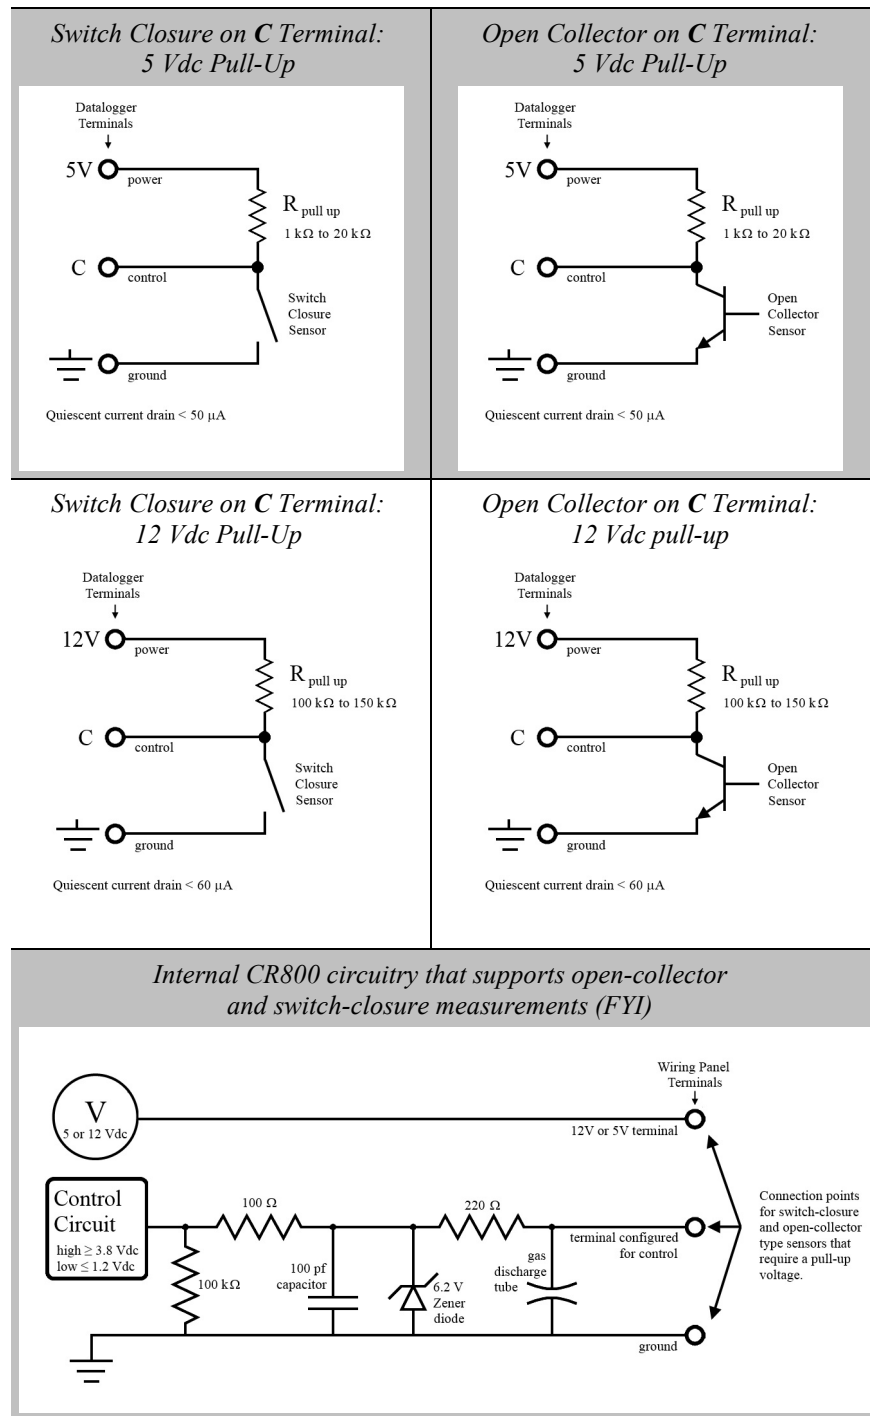 Switch Closure on C Terminal:
5 Vdc Pull-Up
Datalogger
Terminals
5V
power
R pull up
1 kΩ to 20 kΩ
C
control
Switch
Closure
Sensor
ground
Quiescent current drain < 50 µA
Open Collector on C Terminal:
5 Vdc Pull-Up
Datalogger
Terminals
5V
power
R pull up
1 kΩ to 20 kΩ
C
control
Open
Collector
Sensor
ground
Quiescent current drain < 50 µA
Switch Closure on C Terminal:
12 Vdc Pull-Up
Datalogger
Terminals
12V
power
R pull up
100 kΩ to 150 kΩ
C
control
Switch
Closure
Sensor
ground
Quiescent current drain < 60 µA
Open Collector on C Terminal:
12 Vdc pull-up
Datalogger
Terminals
12V
power
R pull up
100 kΩ to 150 kΩ
C
control
Open
Collector
Sensor
ground
Quiescent current drain < 60 µA
Internal CR800 circuitry that supports open-collector
and switch-closure measurements (FYI)
Wiring Panel
Terminals
V
5 or 12 Vdc
12V or 5V terminal
Control
Circuit
high ≥ 3.8 Vdc
low ≤ 1.2 Vdc
100 Ω
220 Ω
terminal configured
for control
Connection points
for switch-closure
and open-collector
type sensors that
require a pull-up
voltage.
100 kΩ
100 pf
capacitor
6.2 V
Zener
diode
gas
discharge
tube
ground